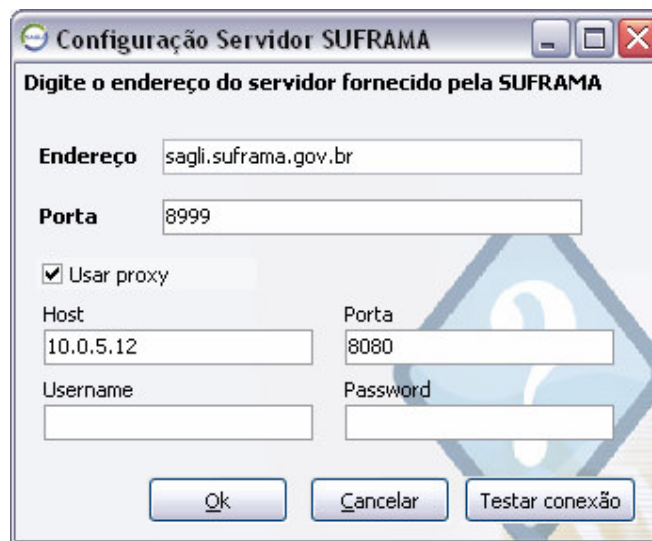 Configuração Servidor SUFRAMA
Digite o endereço do servidor fornecido pela SUFRAMA
Endereço sagli.suframa.gov.br
Porta 8999
Usar proxy
Host Porta
10.0.5.12 8080
Username Password
Ok Cancelar Testar conexão